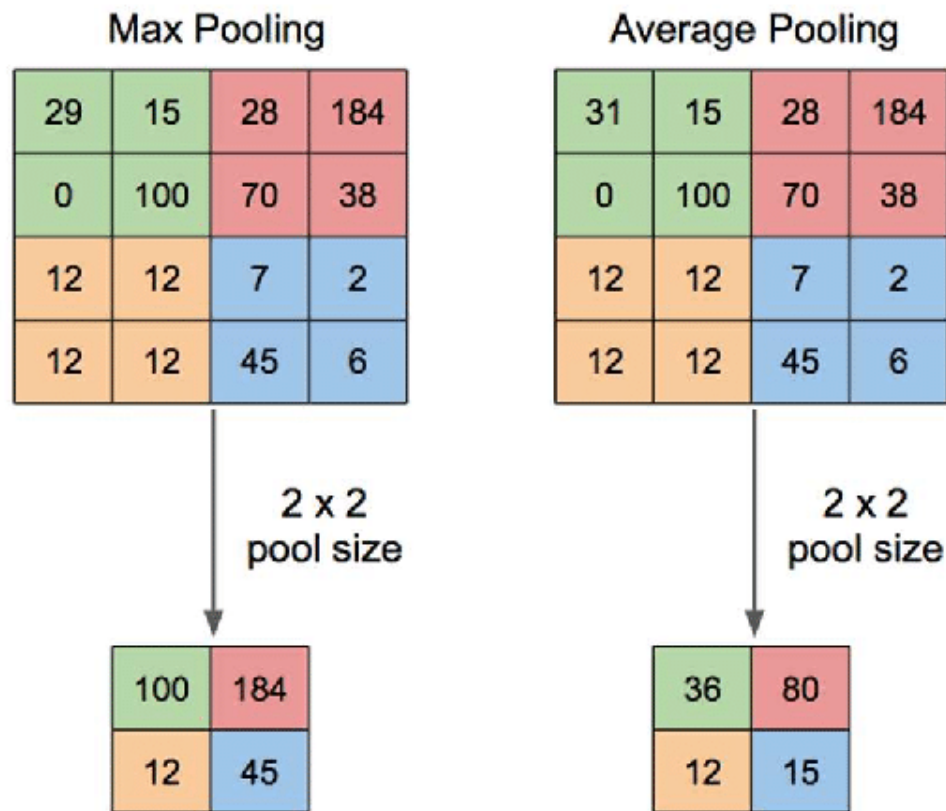 Max Pooling
29 15 28 184
0 100 70 38
12 12 7 2
12 12 45 6
2 x 2
pool size
100 184
12 45
Average Pooling
31 15 28 184
0 100 70 38
12 12 7 2
12 12 45 6
2 x 2
pool size
36 80
12 15